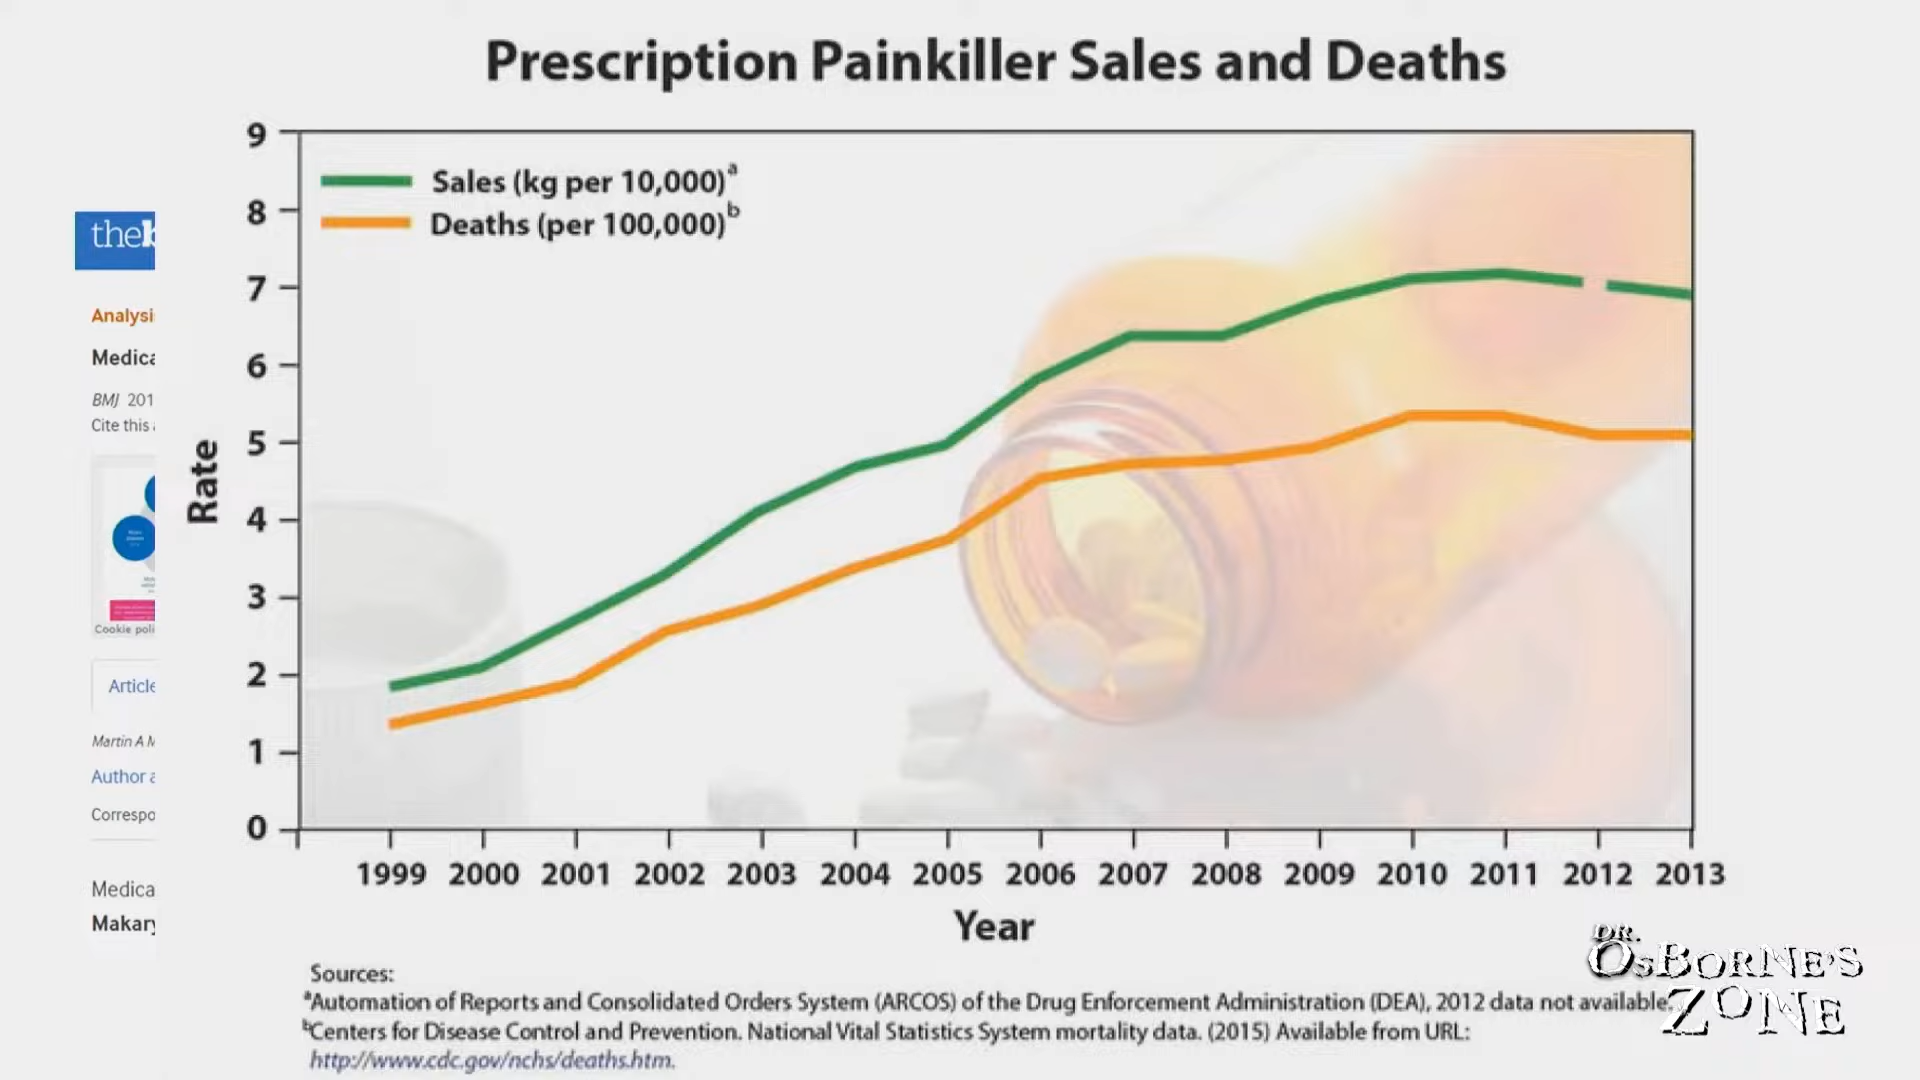 Prescription Painkiller Sales and Deaths
9
8
7
6
5
4
3
2
1
0
Rate
Sales (kg per 10,000)a
Deaths (per 100,000)b
1999 2000 2001 2002 2003 2004 2005 2006 2007 2008 2009 2010 2011 2012 2013
Year
Sources:
aAutomation of Reports and Consolidated Orders System (ARCOS) of the Drug Enforcement Administration (DEA), 2012 data not available.
bCenters for Disease Control and Prevention. National Vital Statistics System mortality data. (2015) Available from URL:
http://www.cdc.gov/nchs/deaths.htm.
theb
Analysi
Medica
BMJ 201
Cite this
Cookie poli
Article
Martin A M
Author a
Correspo
Medica
Makary
DR.
OSBORNE'S
ZONE